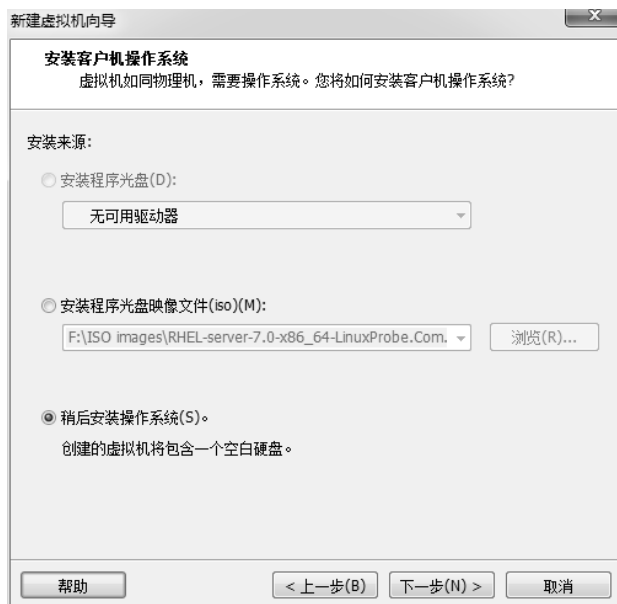 新建虚拟机向导
安装客户机操作系统
虚拟机如同物理机，需要操作系统。您将如何安装客户机操作系统?
安装来源:
安装程序光盘(D):
无可用驱动器
安装程序光盘映像文件(iso)(M):
F:\ISO images\RHEL-server-7.0-x86_64-LinuxProbe.Com.
浏览(R)...
稍后安装操作系统(S)。
创建的虚拟机将包含一个空白硬盘。
帮助
< 上一步(B)
下一步(N) >
取消